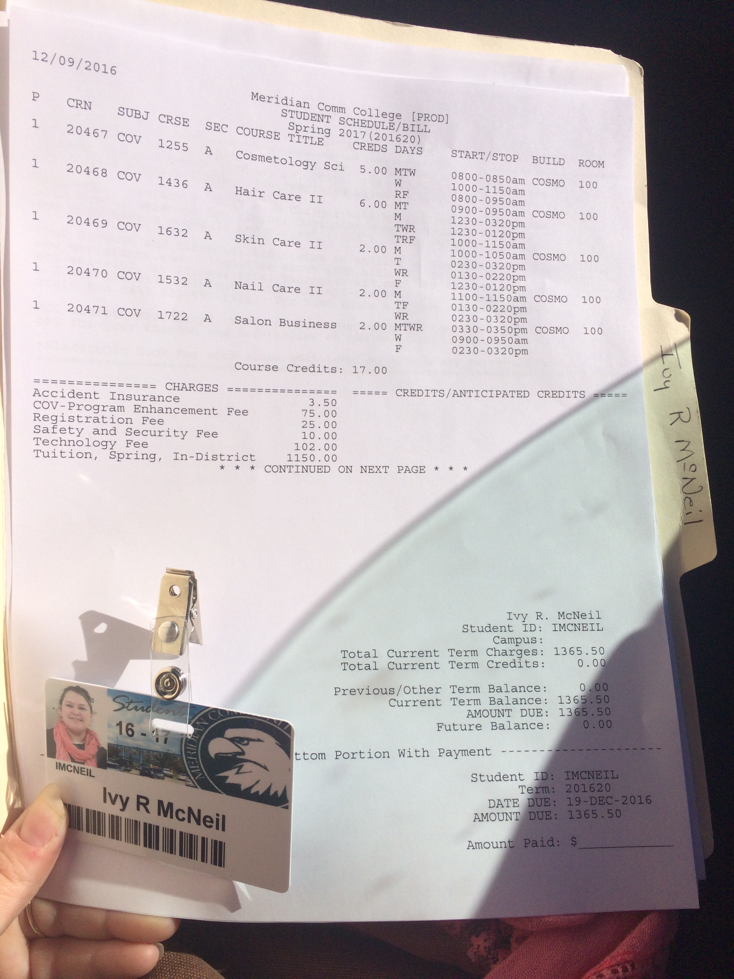 12/09/2016
Meridian Comm College [PROD]
STUDENT SCHEDULE/BILL
Spring 2017(201620)
P CRN SUBJ CRSE SEC COURSE TITLE CREDS DAYS START/STOP BUILD ROOM
1 20467 COV 1255 A Cosmetology Sci 5.00 MTW 0800-0850am COSMO 100
W 1000-1150am
RF 0800-0950am
1 20468 COV 1436 A Hair Care II 6.00 MT 0900-0950am COSMO 100
M 1230-0320pm
TWR 1230-0120pm
TRF 1000-1150am
1 20469 COV 1632 A Skin Care II 2.00 M 1000-1050am COSMO 100
T 0230-0320pm
WR 0130-0220pm
F 1230-0120pm
1 20470 COV 1532 A Nail Care II 2.00 M 1100-1150am COSMO 100
TF 0130-0220pm
WR 0230-0320pm
1 20471 COV 1722 A Salon Business 2.00 MTWR 0330-0350pm COSMO 100
W 0900-0950am
F 0230-0320pm
Course Credits: 17.00
=============== CHARGES ============== ===== CREDITS/ANTICIPATED CREDITS =====
Accident Insurance 3.50
COV-Program Enhancement Fee 75.00
Registration Fee 25.00
Safety and Security Fee 10.00
Technology Fee 102.00
Tuition, Spring, In-District 1150.00
* * * CONTINUED ON NEXT PAGE * * *
Ivy R McNeil
Ivy R. McNeil
Student ID: IMCNEIL
Campus:
Total Current Term Charges: 1365.50
Total Current Term Credits: 0.00
Previous/Other Term Balance: 0.00
Current Term Balance: 1365.50
AMOUNT DUE: 1365.50
Future Balance: 0.00
ttom Portion With Payment ---------------------
Student ID: IMCNEIL
Term: 201620
DATE DUE: 19-DEC-2016
AMOUNT DUE: 1365.50
Amount Paid: $____________
Studen
16 - 17
MERIDIAN COMM
IMCNEIL
Ivy R McNeil